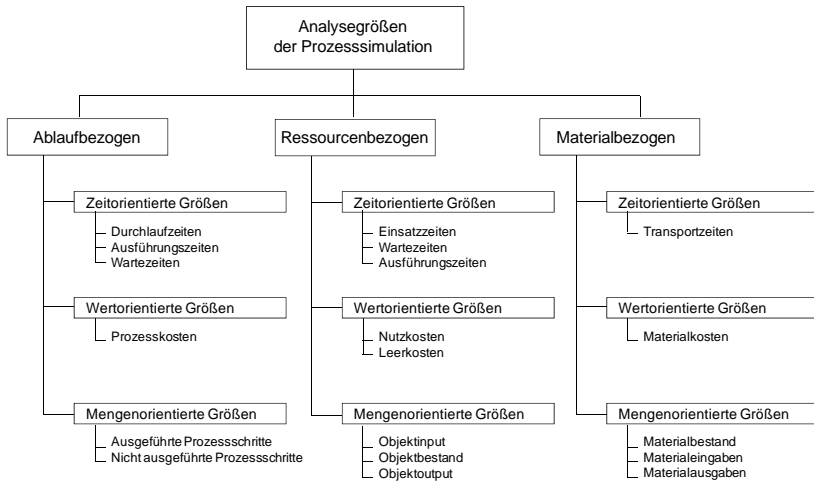 Analysegrößen
der Prozesssimulation
Ablaufbezogen
Zeitorientierte Größen
Durchlaufzeiten
Ausführungszeiten
Wartezeiten
Wertorientierte Größen
Prozesskosten
Mengenorientierte Größen
Ausgeführte Prozessschritte
Nicht ausgeführte Prozessschritte
Ressourcenbezogen
Zeitorientierte Größen
Einsatzzeiten
Wartezeiten
Ausführungszeiten
Wertorientierte Größen
Nutzkosten
Leerkosten
Mengenorientierte Größen
Objektinput
Objektbestand
Objektoutput
Materialbezogen
Zeitorientierte Größen
Transportzeiten
Wertorientierte Größen
Materialkosten
Mengenorientierte Größen
Materialbestand
Materialeingaben
Materialausgaben